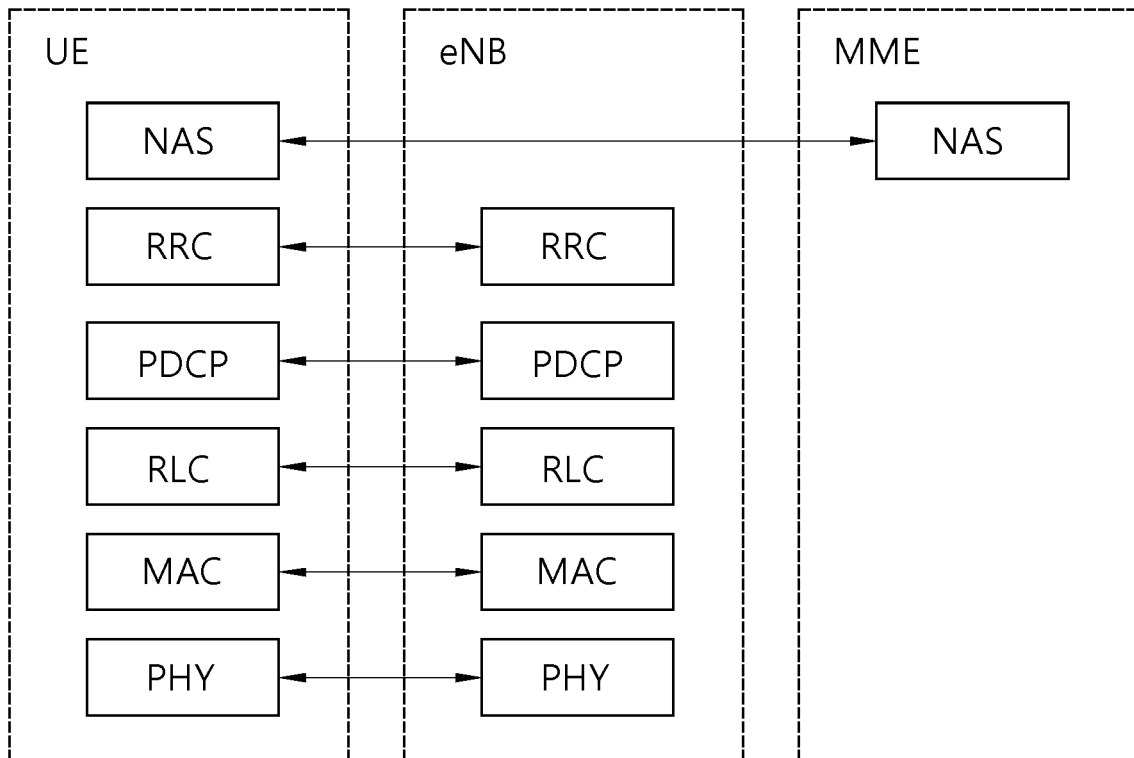 UE eNB MME
NAS NAS
RRC RRC
PDCP PDCP
RLC RLC
MAC MAC
PHY PHY